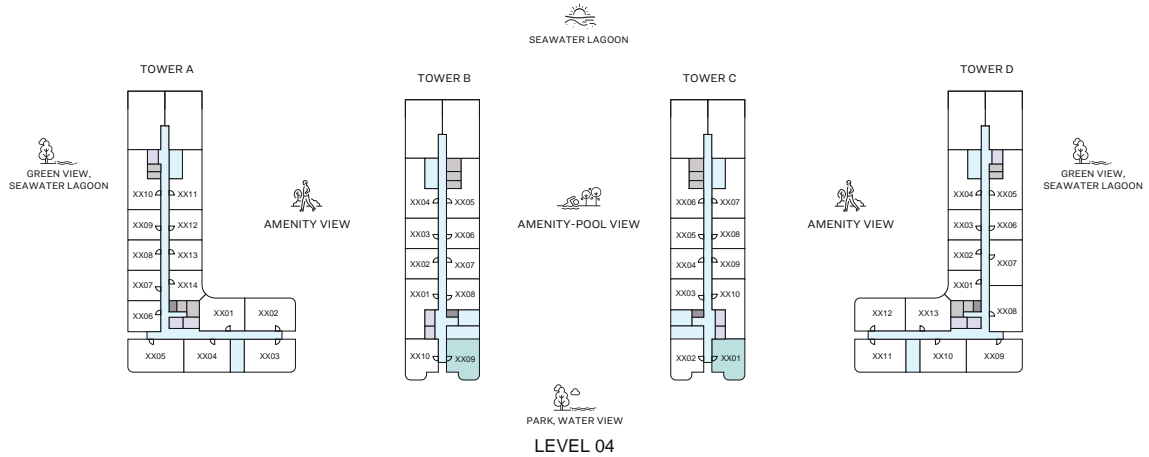 SEAWATER LAGOON
TOWER A
TOWER B
TOWER C
TOWER D
GREEN VIEW,
SEAWATER LAGOON
AMENITY VIEW
AMENITY-POOL VIEW
AMENITY VIEW
GREEN VIEW,
SEAWATER LAGOON
XX10 XX11
XX09 XX12
XX08 XX13
XX07 XX14
XX06 XX01 XX02
XX05 XX04 XX03
XX04 XX05
XX03 XX06
XX02 XX07
XX01 XX08
XX10 XX09
XX06 XX07
XX05 XX08
XX04 XX09
XX03 XX10
XX02 XX01
XX04 XX05
XX03 XX06
XX02 XX07
XX01
XX12 XX13 XX08
XX11 XX10 XX09
PARK, WATER VIEW
LEVEL 04